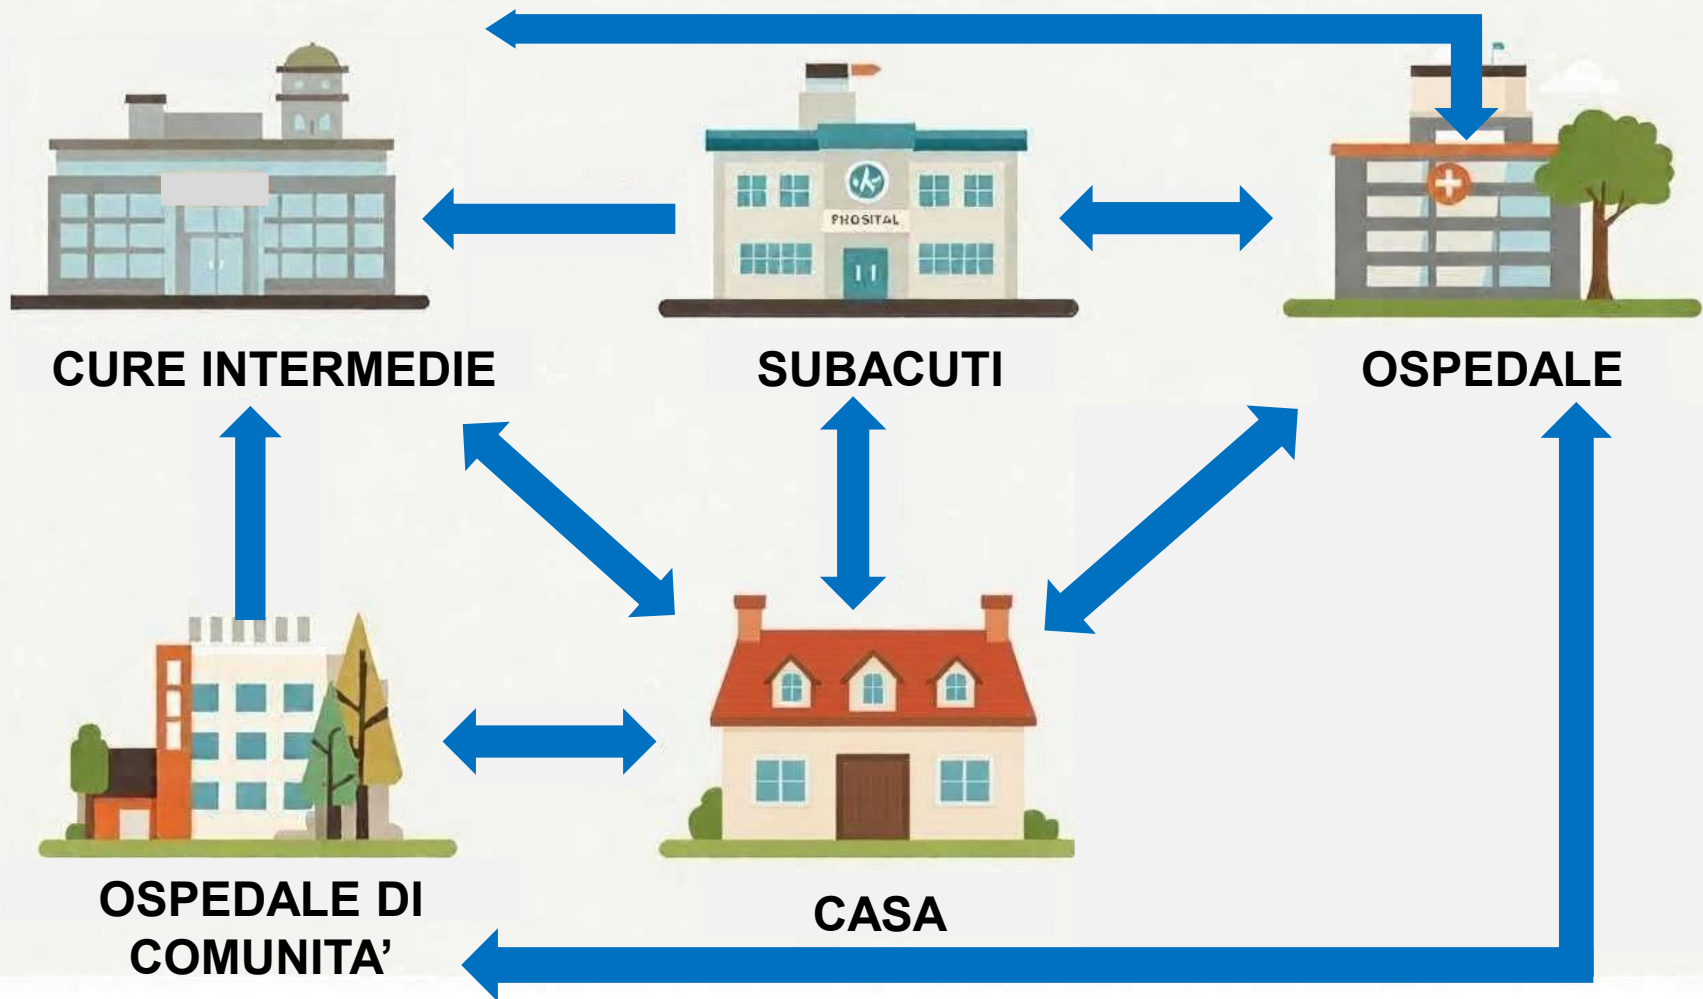 PHOSITAL
CURE INTERMEDIE
SUBACUTI
OSPEDALE
OSPEDALE DI
COMUNITA’
CASA